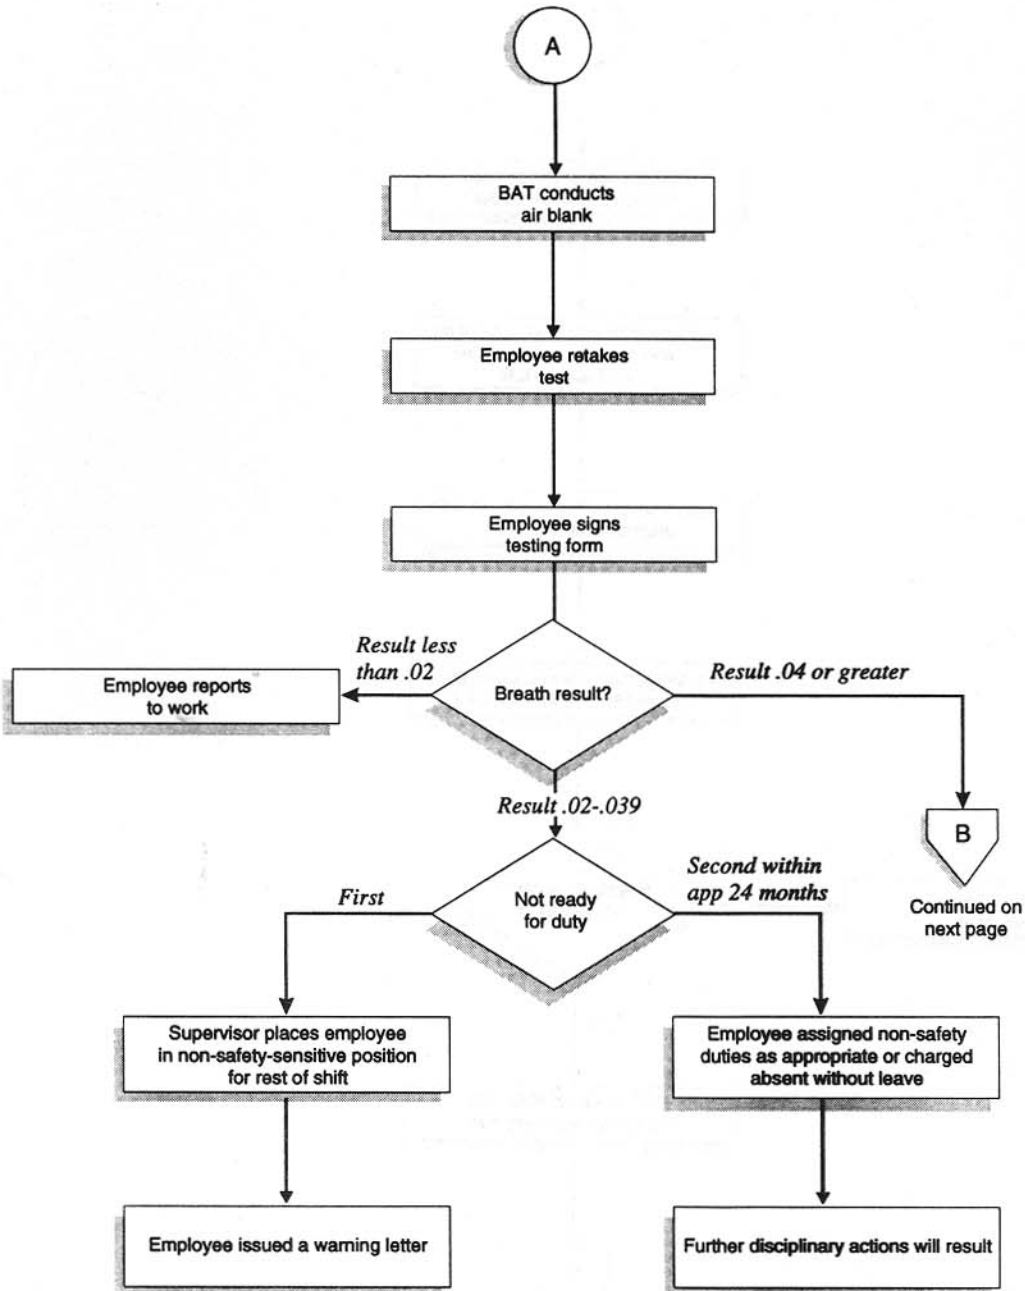 A
BAT conducts
air blank
Employee retakes
test
Employee signs
testing form
Result less
than .02
Employee reports
to work
Breath result?
Result .04 or greater
Result .02-.039
B
Continued on
next page
First
Not ready
for duty
Second within
app 24 months
Supervisor places employee
in non-safety-sensitive position
for rest of shift
Employee assigned non-safety
duties as appropriate or charged
absent without leave
Employee issued a warning letter
Further disciplinary actions will result